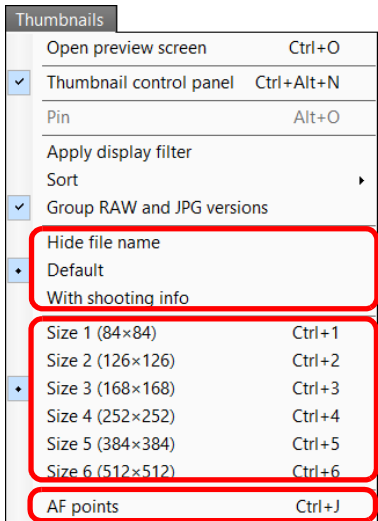 Thumbnails
Open preview screen Ctrl+O
Thumbnail control panel Ctrl+Alt+N
Pin Alt+O
Apply display filter
Sort
Group RAW and JPG versions
Hide file name
Default
With shooting info
Size 1 (84×84) Ctrl+1
Size 2 (126×126) Ctrl+2
Size 3 (168×168) Ctrl+3
Size 4 (252×252) Ctrl+4
Size 5 (384×384) Ctrl+5
Size 6 (512×512) Ctrl+6
AF points Ctrl+J